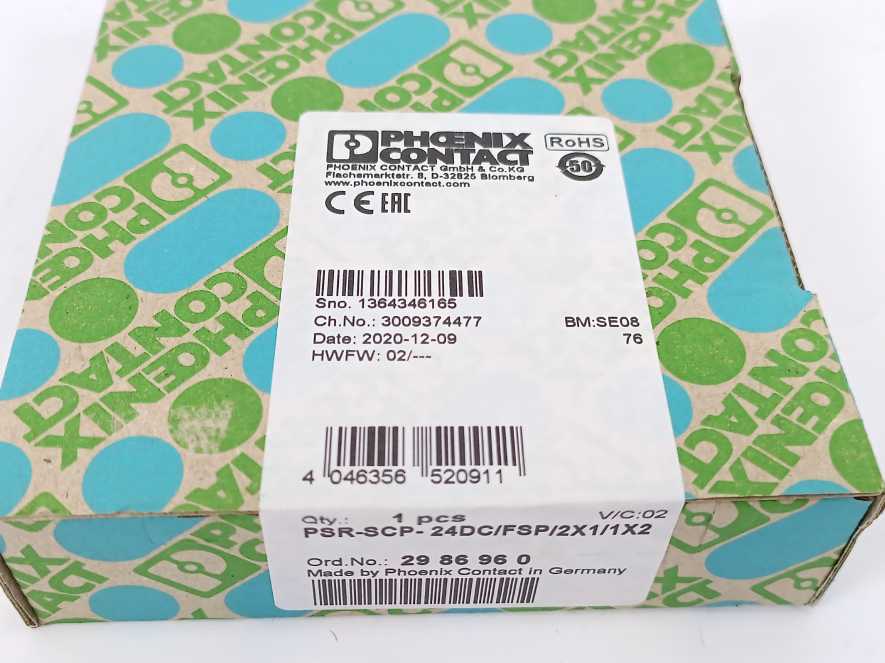 PHOENIX
CONTACT
RoHS
PHOENIX CONTACT GmbH & Co.KG
Flachsmarktstr. 8, D-32825 Blomberg
www.phoenixcontact.com
50
CE EAC
Sno. 1364346165
Ch.No.: 3009374477 BM:SE08
Date: 2020-12-09 76
HWFW: 02/---
4 046356 520911
Qty.: 1 pcs V/C:02
PSR-SCP- 24DC/FSP/2X1/1X2
Ord.No.: 29 86 96 0
Made by Phoenix Contact in Germany